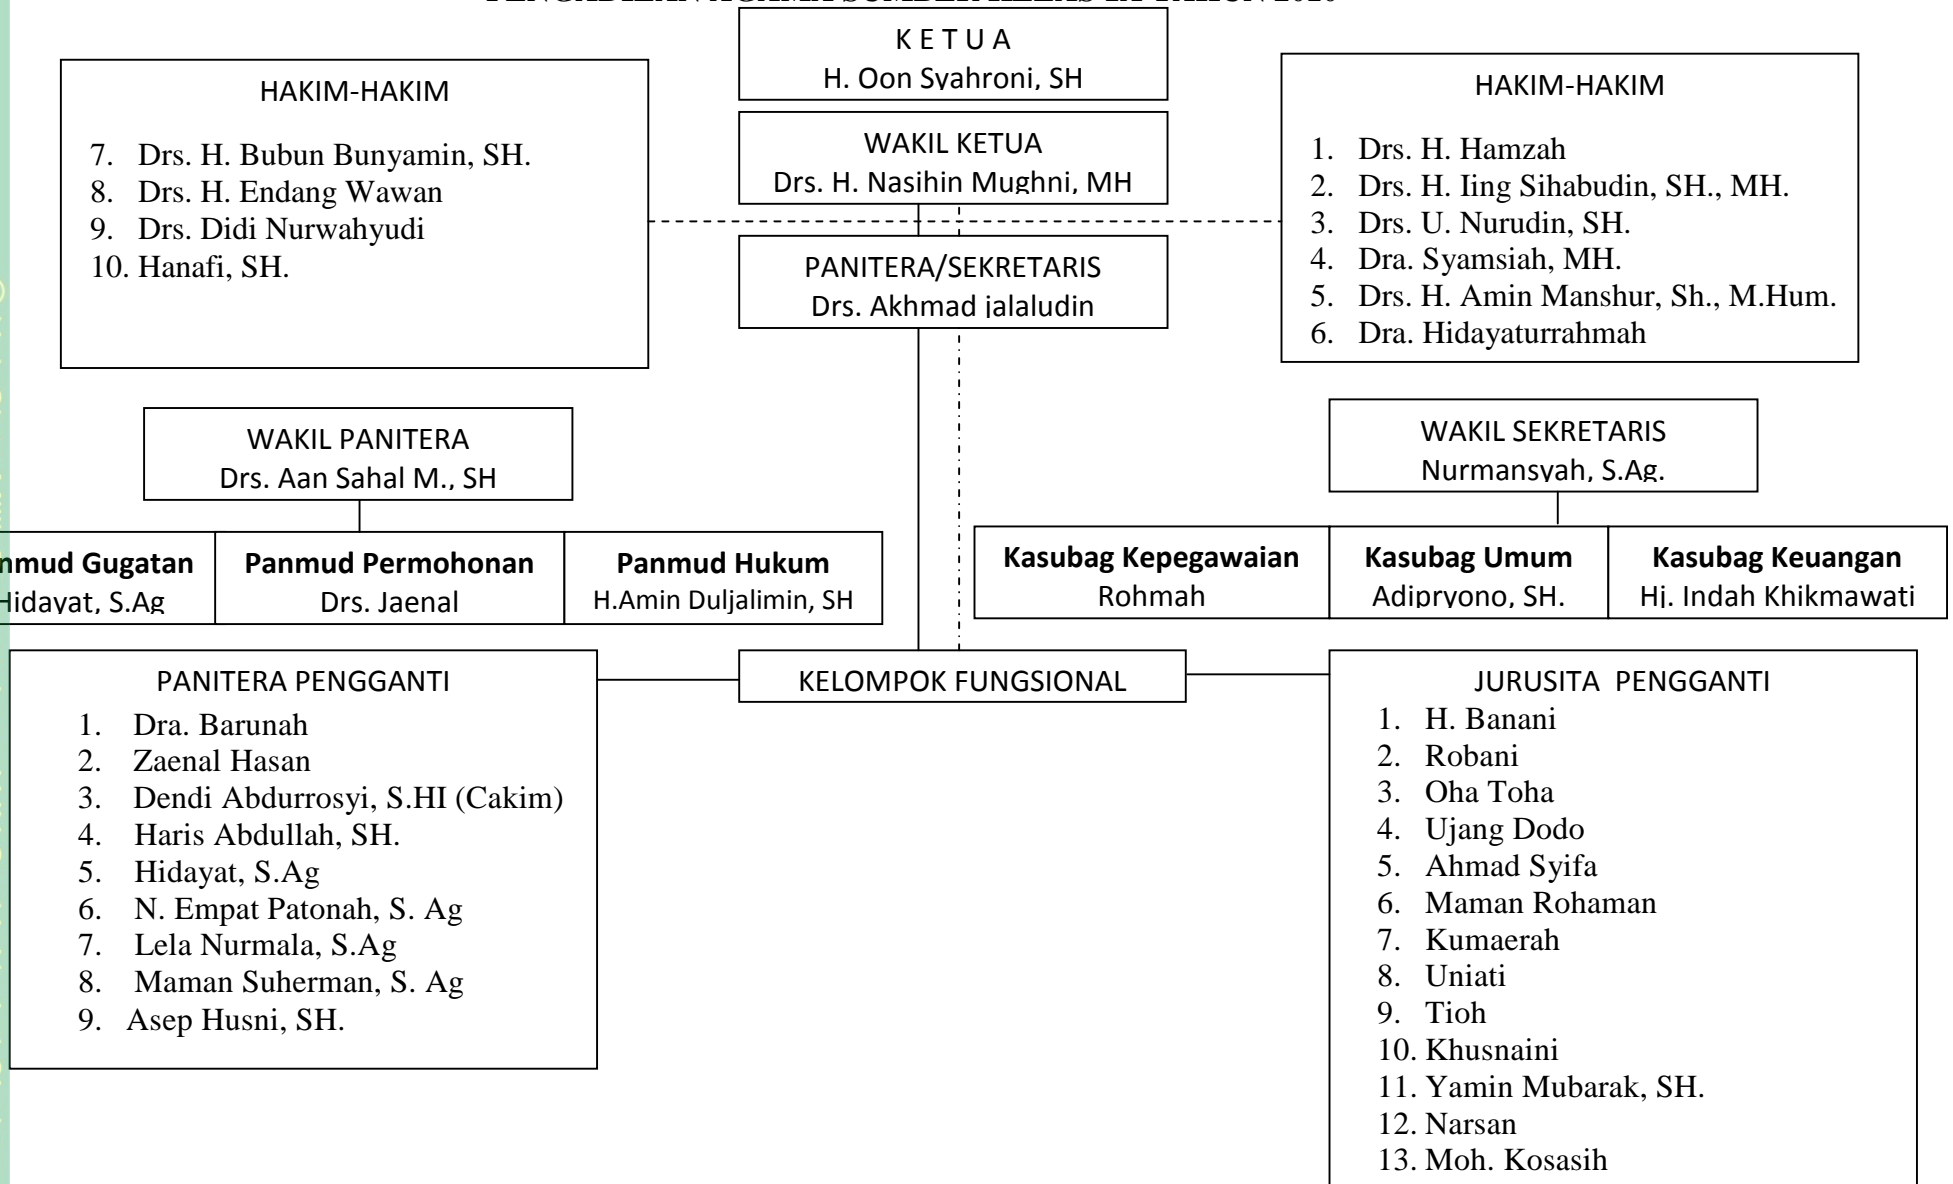 PENGADILAN AGAMA SUMBER KELAS 1A TAHUN 2010
K E T U A
H. Oon Syahroni, SH
WAKIL KETUA
Drs. H. Nasihin Mughni, MH
HAKIM-HAKIM
7. Drs. H. Bubun Bunyamin, SH.
8. Drs. H. Endang Wawan
9. Drs. Didi Nurwahyudi
10. Hanafi, SH.
HAKIM-HAKIM
1. Drs. H. Hamzah
2. Drs. H. Iing Sihabudin, SH., MH.
3. Drs. U. Nurudin, SH.
4. Dra. Syamsiah, MH.
5. Drs. H. Amin Manshur, Sh., M.Hum.
6. Dra. Hidayaturrahmah
PANITERA/SEKRETARIS
Drs. Akhmad jalaludin
WAKIL PANITERA
Drs. Aan Sahal M., SH
WAKIL SEKRETARIS
Nurmansyah, S.Ag.
nmud Gugatan
Hidayat, S.Ag
Panmud Permohonan
Drs. Jaenal
Panmud Hukum
H.Amin Duljalimin, SH
Kasubag Kepegawaian
Rohmah
Kasubag Umum
Adipryono, SH.
Kasubag Keuangan
Hj. Indah Khikmawati
PANITERA PENGGANTI
1. Dra. Barunah
2. Zaenal Hasan
3. Dendi Abdurrosyi, S.HI (Cakim)
4. Haris Abdullah, SH.
5. Hidayat, S.Ag
6. N. Empat Patonah, S. Ag
7. Lela Nurmala, S.Ag
8. Maman Suherman, S. Ag
9. Asep Husni, SH.
KELOMPOK FUNGSIONAL
JURUSITA PENGGANTI
1. H. Banani
2. Robani
3. Oha Toha
4. Ujang Dodo
5. Ahmad Syifa
6. Maman Rohaman
7. Kumaerah
8. Uniati
9. Tioh
10. Khusnaini
11. Yamin Mubarak, SH.
12. Narsan
13. Moh. Kosasih